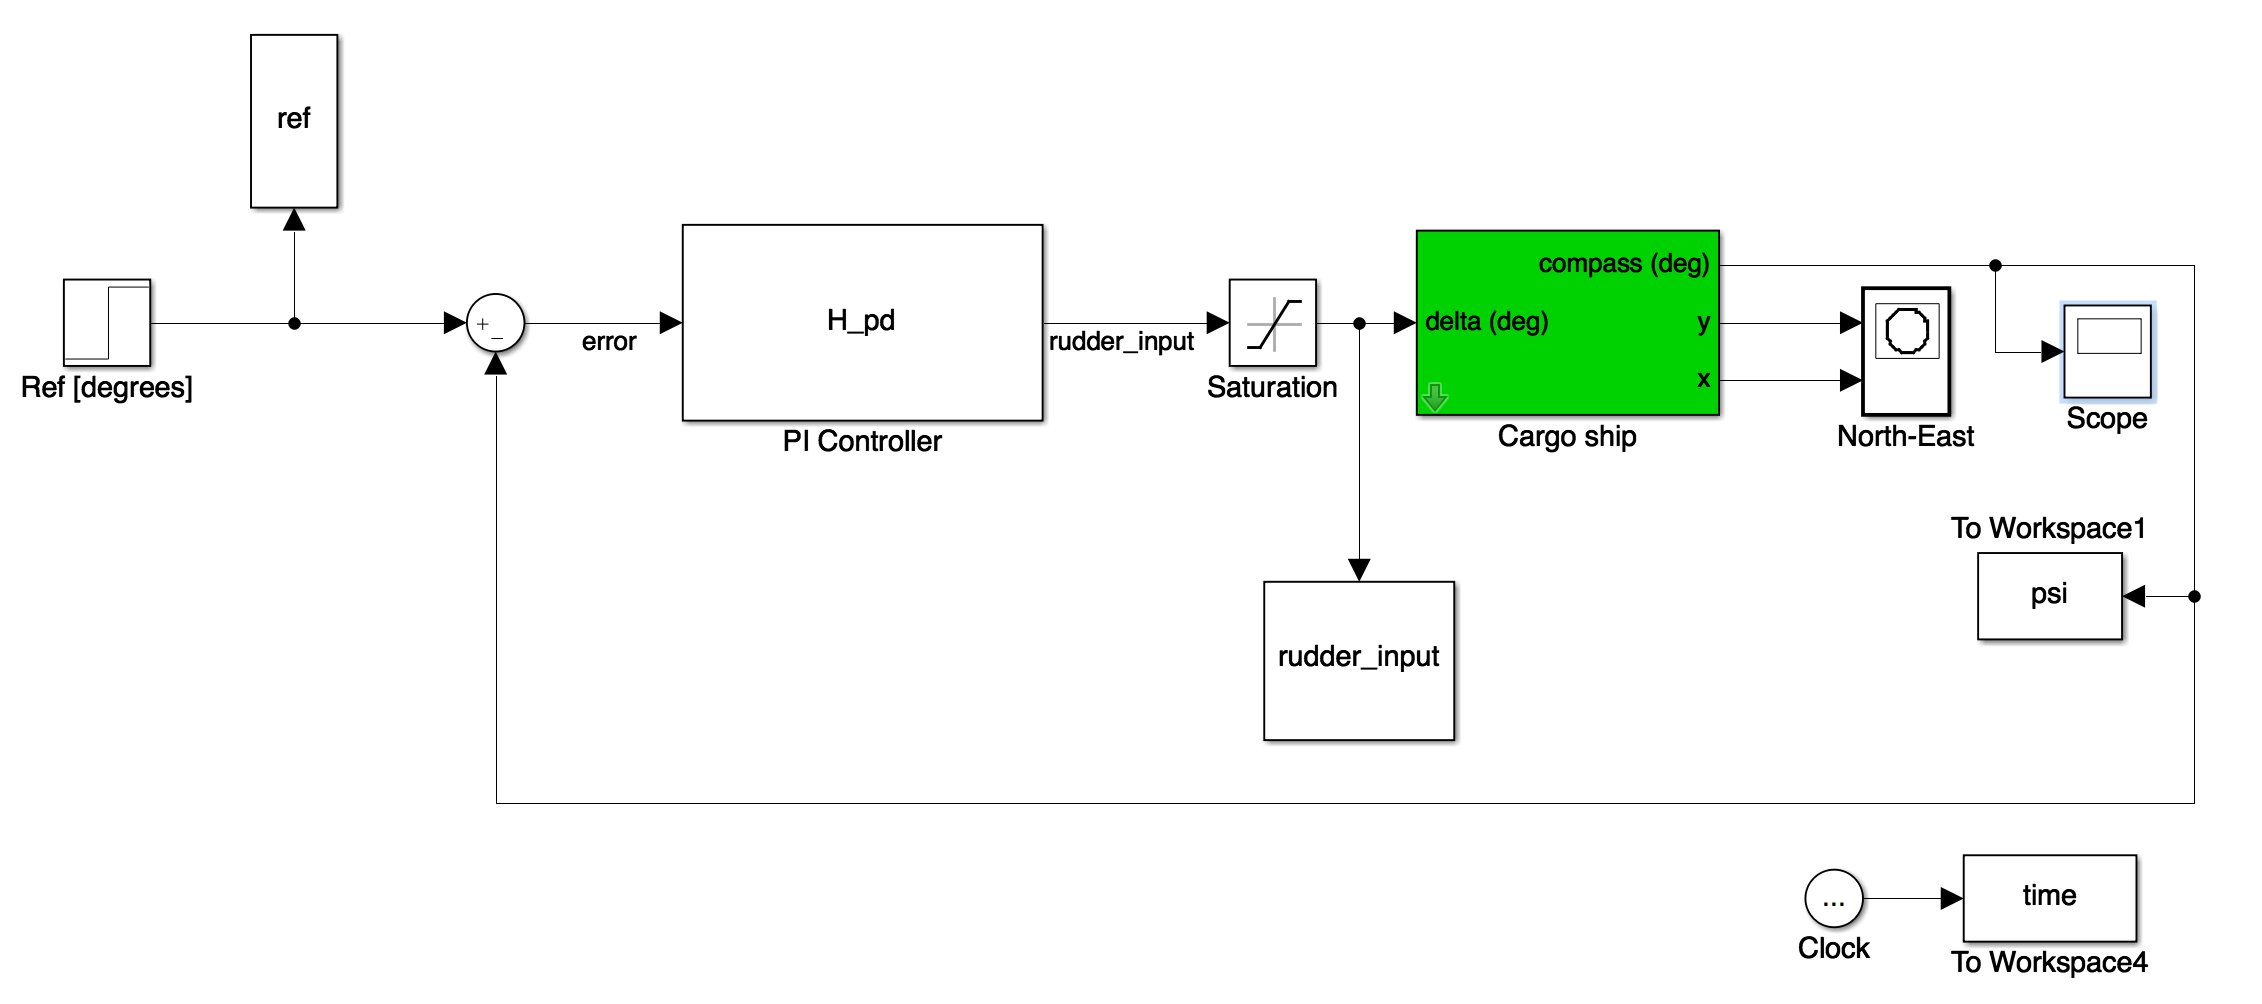 ref
Ref [degrees]
+
−
error
H_pd
PI Controller
rudder_input
Saturation
compass (deg)
delta (deg)
y
x
Cargo ship
North-East
Scope
To Workspace1
psi
rudder_input
...
Clock
time
To Workspace4